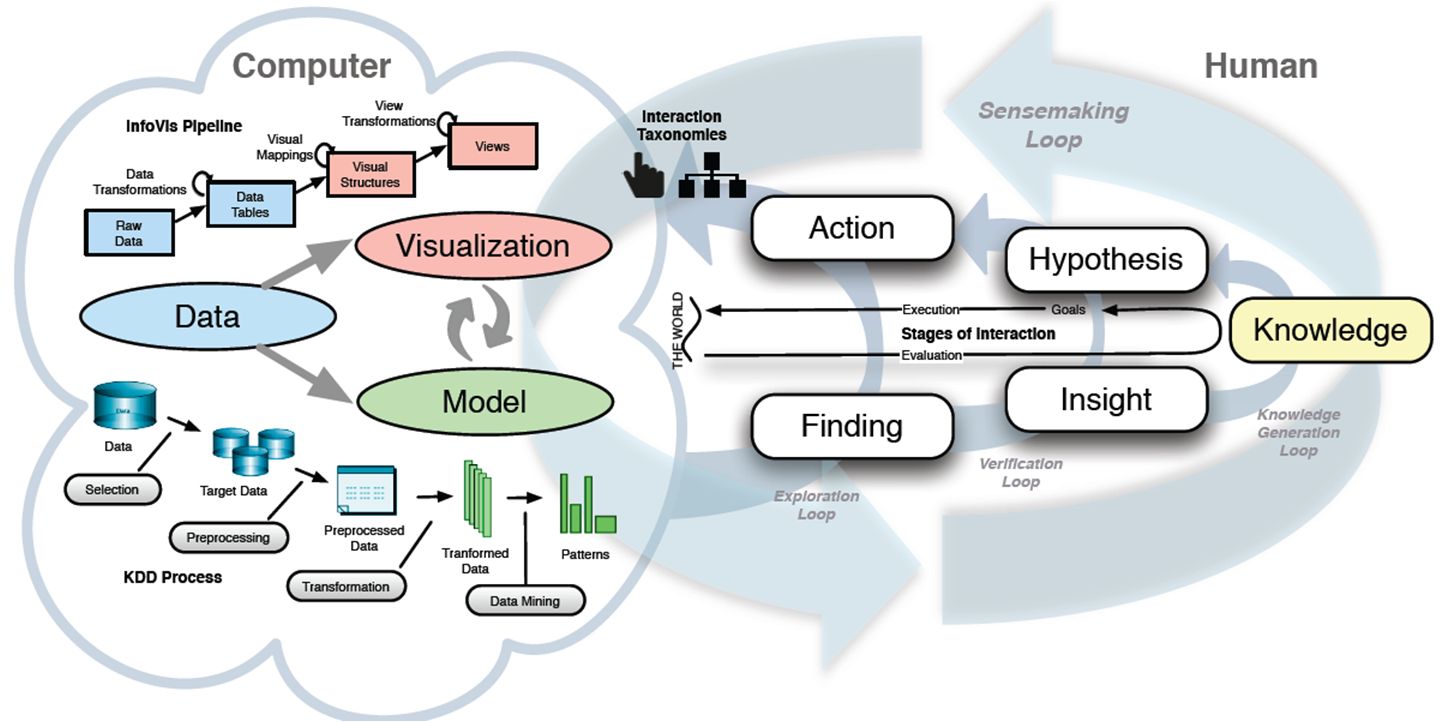 Computer
Human
InfoVis Pipeline
View
Transformations
Visual
Mappings
Data
Transformations
Raw
Data
Data
Tables
Visual
Structures
Views
Interaction
Taxonomies
Sensemaking
Loop
Visualization
Data
Model
Action
Hypothesis
Knowledge
THE WORLD
Execution
Goals
Stages of Interaction
Evaluation
Finding
Insight
Exploration
Loop
Verification
Loop
Knowledge
Generation
Loop
Data
Data
Selection
Target Data
Preprocessing
Preprocessed
Data
Transformation
Tranformed
Data
Data Mining
Patterns
KDD Process